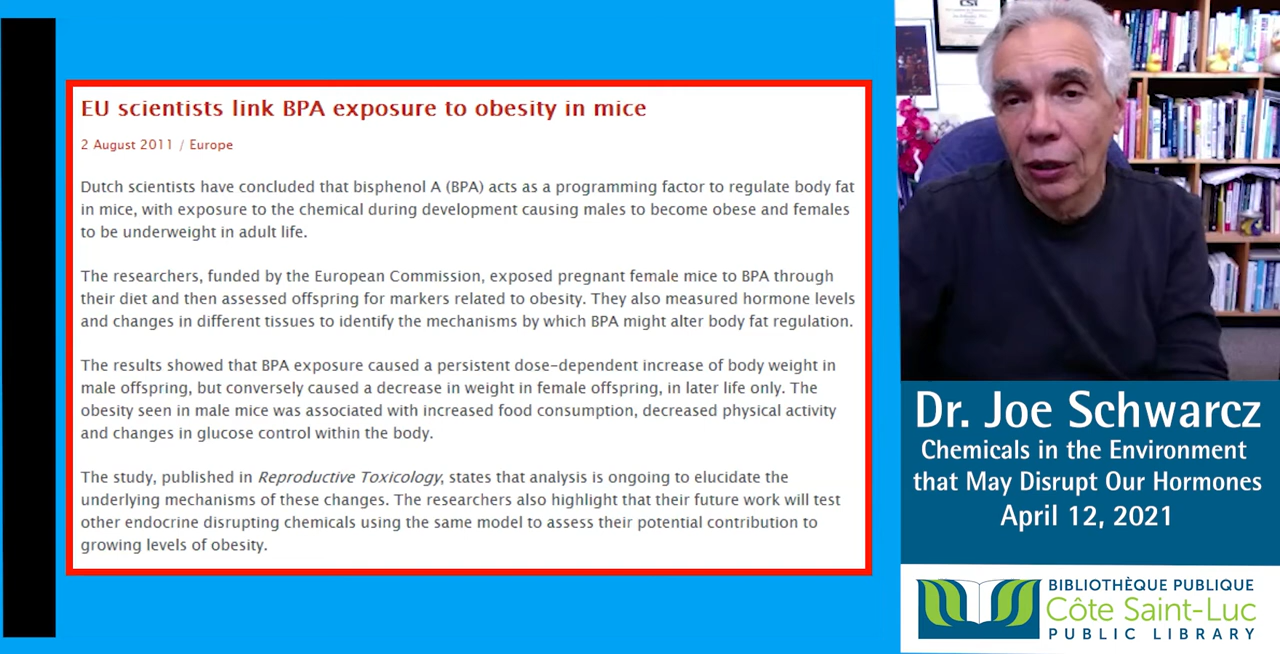 EU scientists link BPA exposure to obesity in mice
2 August 2011 / Europe
Dutch scientists have concluded that bisphenol A (BPA) acts as a programming factor to regulate body fat
in mice, with exposure to the chemical during development causing males to become obese and females
to be underweight in adult life.
The researchers, funded by the European Commission, exposed pregnant female mice to BPA through
their diet and then assessed offspring for markers related to obesity. They also measured hormone levels
and changes in different tissues to identify the mechanisms by which BPA might alter body fat regulation.
The results showed that BPA exposure caused a persistent dose-dependent increase of body weight in
male offspring, but conversely caused a decrease in weight in female offspring, in later life only. The
obesity seen in male mice was associated with increased food consumption, decreased physical activity
and changes in glucose control within the body.
The study, published in Reproductive Toxicology, states that analysis is ongoing to elucidate the
underlying mechanisms of these changes. The researchers also highlight that their future work will test
other endocrine disrupting chemicals using the same model to assess their potential contribution to
growing levels of obesity.
CSI
Dr. Joe Schwarcz
Chemicals in the Environment
that May Disrupt Our Hormones
April 12, 2021
BIBLIOTHÈQUE PUBLIQUE
Côte Saint-Luc
PUBLIC LIBRARY